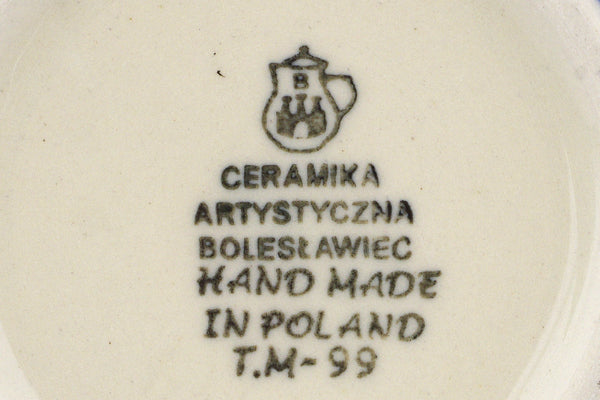 B
CERAMIKA
ARTYSTYCZNA
BOLESŁAWIEC
HAND MADE
IN POLAND
T.M-99